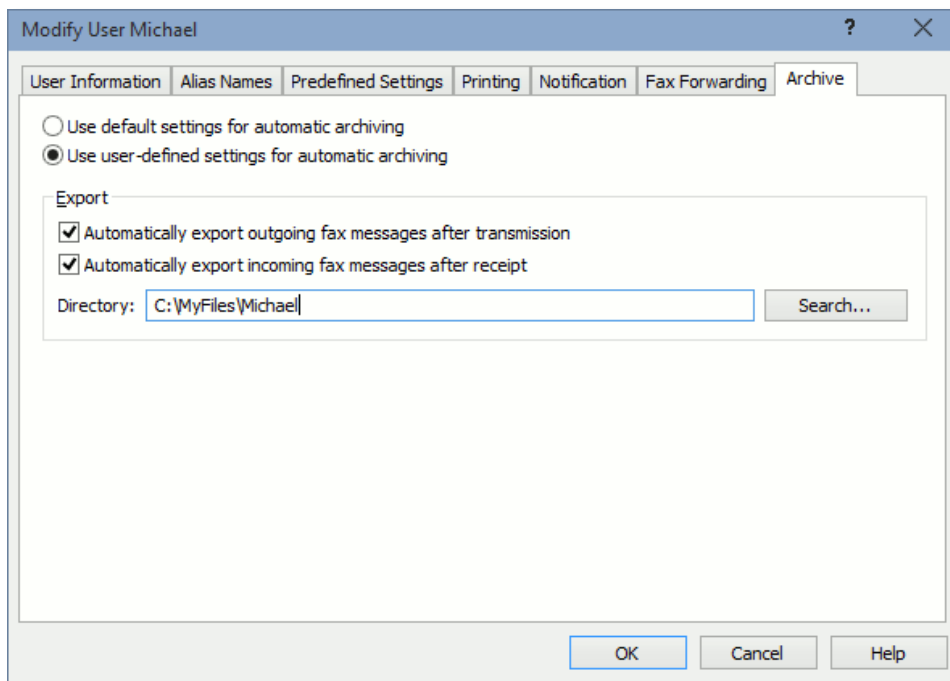 Modify User Michael ?
User Information Alias Names Predefined Settings Printing Notification Fax Forwarding Archive
Use default settings for automatic archiving
Use user-defined settings for automatic archiving
Export
Automatically export outgoing fax messages after transmission
Automatically export incoming fax messages after receipt
Directory: C:\MyFiles\Michael Search...
OK Cancel Help